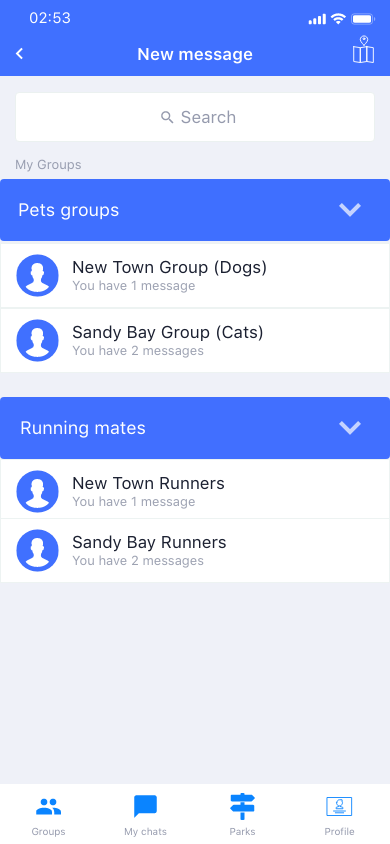 02:53
New message
Search
My Groups
Pets groups
New Town Group (Dogs)
You have 1 message
Sandy Bay Group (Cats)
You have 2 messages
Running mates
New Town Runners
You have 1 message
Sandy Bay Runners
You have 2 messages
Groups My chats Parks Profile